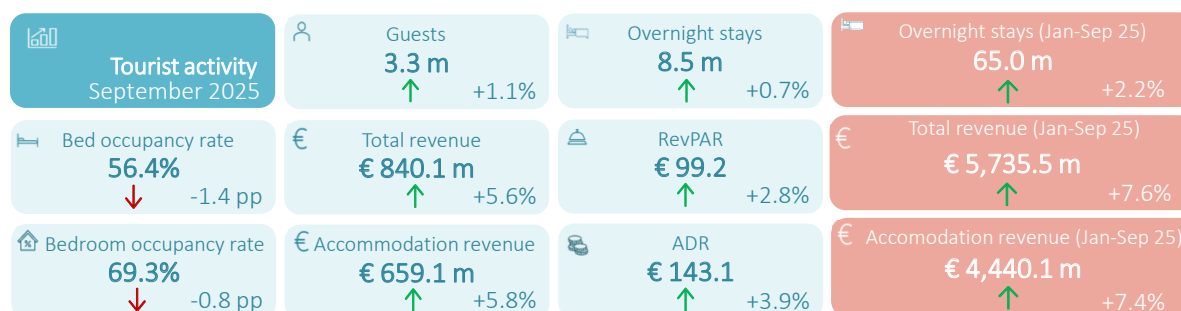 Tourist activity
September 2025
Guests
3.3 m
+1.1%
Overnight stays
8.5 m
+0.7%
Overnight stays (Jan-Sep 25)
65.0 m
+2.2%
Bed occupancy rate
56.4%
-1.4 pp
€
Total revenue
€ 840.1 m
+5.6%
RevPAR
€ 99.2
+2.8%
€
Total revenue (Jan-Sep 25)
€ 5,735.5 m
+7.6%
%
Bedroom occupancy rate
69.3%
-0.8 pp
€ Accommodation revenue
€ 659.1 m
+5.8%
ADR
€ 143.1
+3.9%
€ Accomodation revenue (Jan-Sep 25)
€ 4,440.1 m
+7.4%